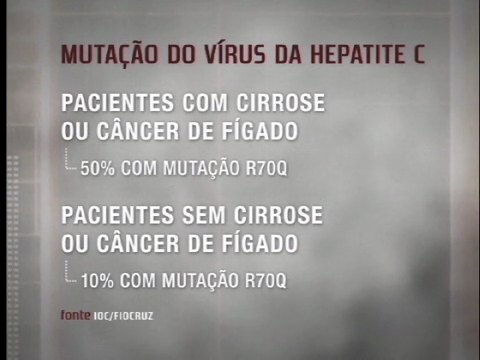 MUTAÇÃO DO VÍRUS DA HEPATITE C
PACIENTES COM CIRROSE
OU CÂNCER DE FÍGADO
50% COM MUTAÇÃO R70Q
PACIENTES SEM CIRROSE
OU CÂNCER DE FÍGADO
10% COM MUTAÇÃO R70Q
fonte IOC/FIOCRUZ